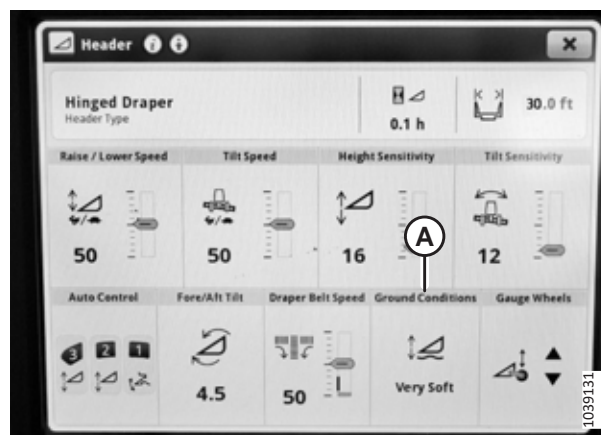 Header
Hinged Draper
Header Type
0.1 h
30.0 ft
Raise / Lower Speed
Tilt Speed
Height Sensitivity
Tilt Sensitivity
50
50
16
12
A
Auto Control
Fore/Aft Tilt
Draper Belt Speed
Ground Conditions
Gauge Wheels
3 2 1
4.5
50
Very Soft
1039131